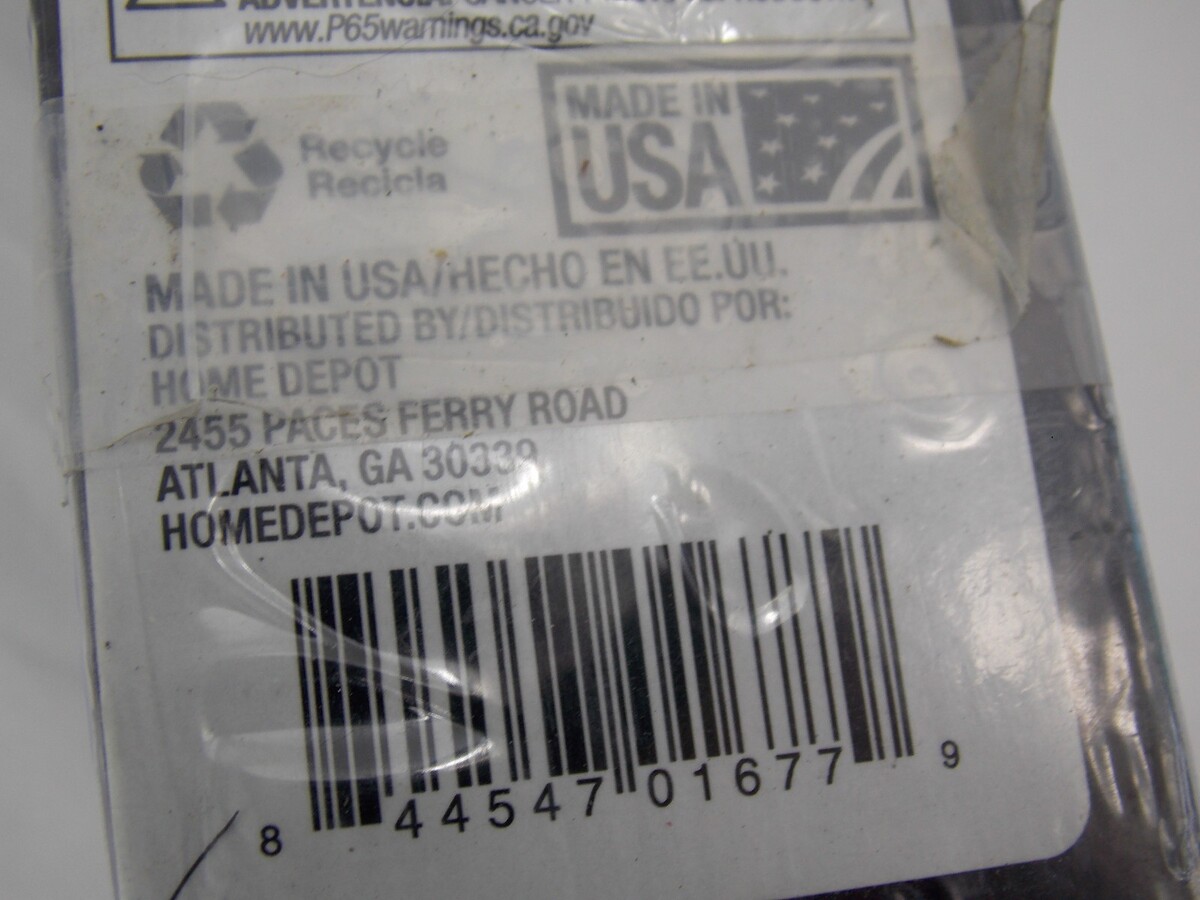 www.P65warnings.ca.gov
Recycle
Recicla
MADE IN
USA
MADE IN USA/HECHO EN EE.UU.
DISTRIBUTED BY/DISTRIBUIDO POR:
HOME DEPOT
2455 PACES FERRY ROAD
ATLANTA, GA 30339
HOMEDEPOT.COM
8 44547 01677 9